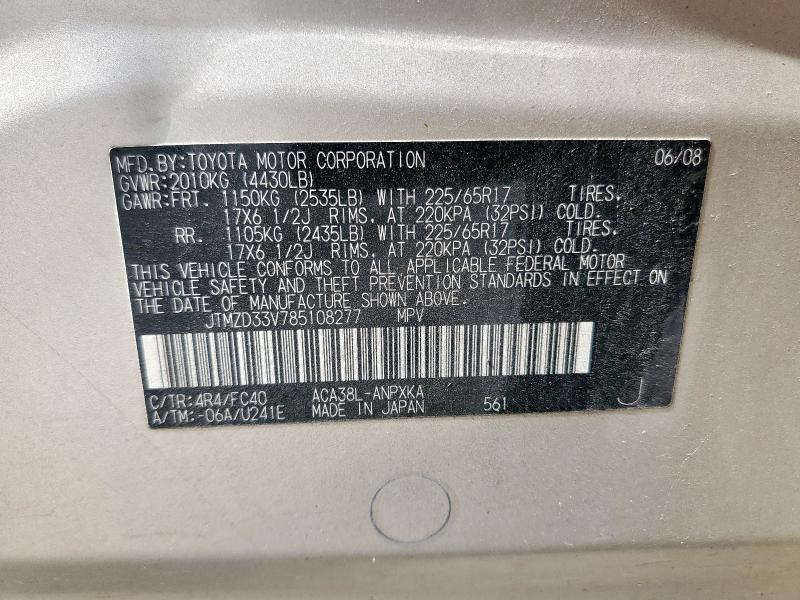 MFD. BY: TOYOTA MOTOR CORPORATION 06/08
GVWR: 2010KG (4430LB)
GAWR: FRT. 1150KG (2535LB) WITH 225/65R17 TIRES.
17X6 1/2J RIMS, AT 220KPA (32PSI) COLD.
RR. 1105KG (2435LB) WITH 225/65R17 TIRES.
17X6 1/2J RIMS, AT 220KPA (32PSI) COLD.
THIS VEHICLE CONFORMS TO ALL APPLICABLE FEDERAL MOTOR
VEHICLE SAFETY AND THEFT PREVENTION STANDARDS IN EFFECT ON
THE DATE OF MANUFACTURE SHOWN ABOVE.
JTMZD33V785108277 MPV
C/TR: 4R4/FC40 ACA38L-ANPXKA
A/TM: -06A/U241E MADE IN JAPAN 561 J